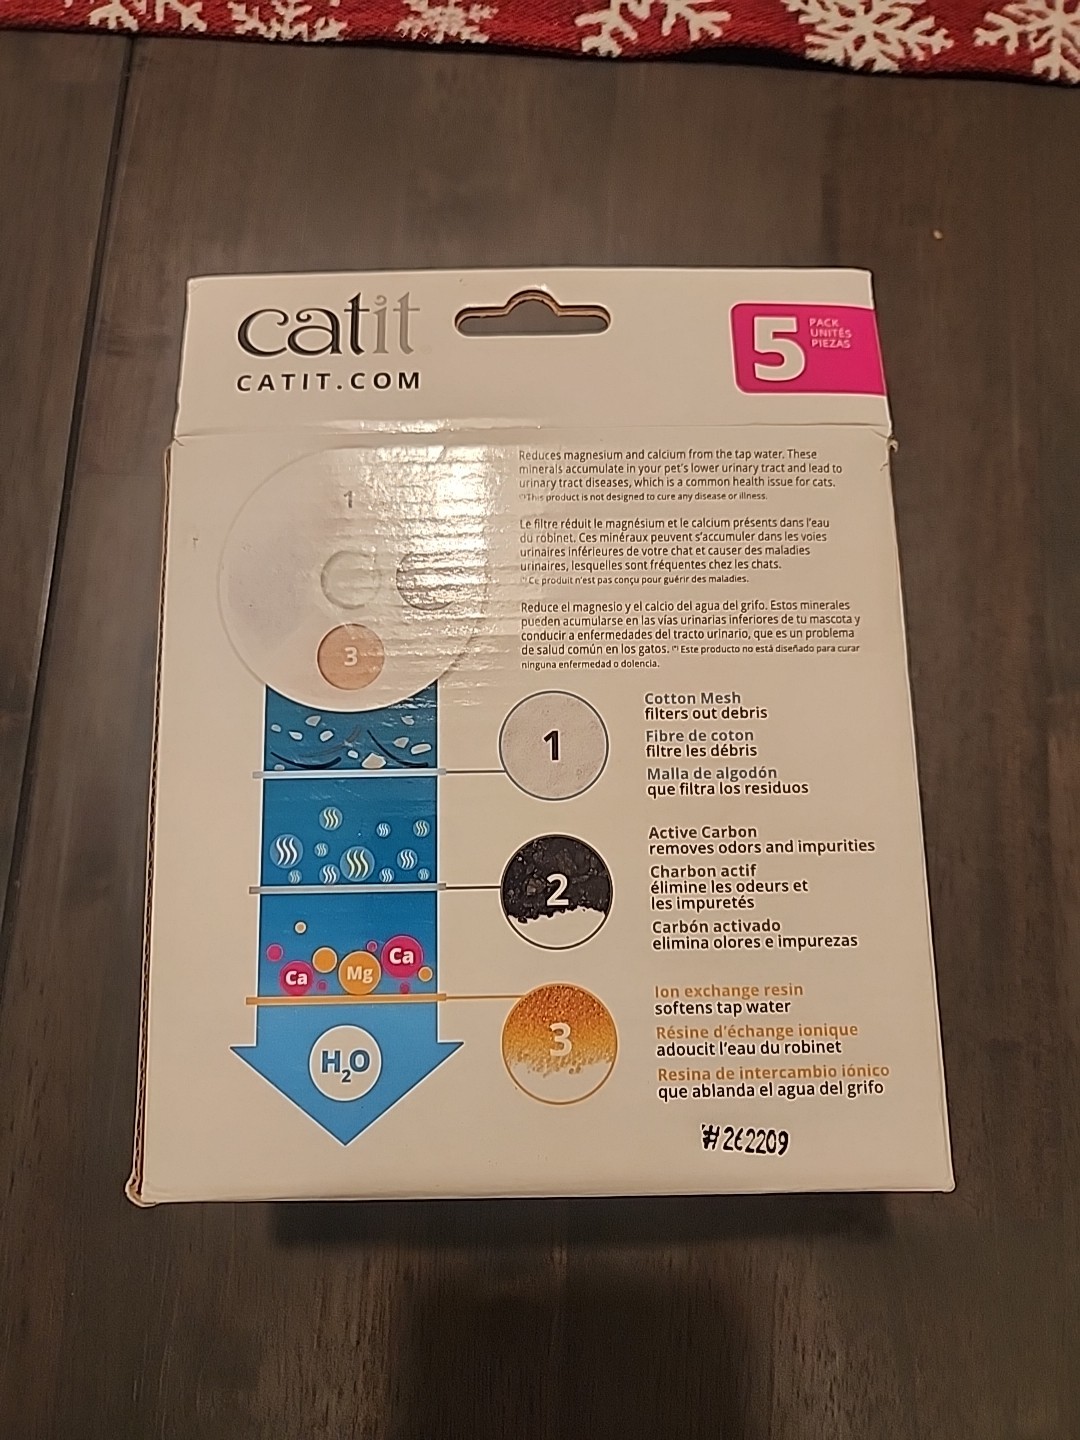 catit
CATIT.COM
5
PACK
UNITÉS
PIEZAS
Reduces magnesium and calcium from the tap water. These
minerals accumulate in your pet's lower urinary tract and lead to
urinary tract diseases, which is a common health issue for cats.
(*)This product is not designed to cure any disease or illness.
Le filtre réduit le magnésium et le calcium présents dans l'eau
du robinet. Ces minéraux peuvent s'accumuler dans les voies
urinaires inférieures de votre chat et causer des maladies
urinaires, lesquelles sont fréquentes chez les chats.
(*)Ce produit n'est pas conçu pour guérir des maladies.
Reduce el magnesio y el calcio del agua del grifo. Estos minerales
pueden acumularse en las vías urinarias inferiores de tu mascota y
conducir a enfermedades del tracto urinario, que es un problema
de salud común en los gatos. (*) Este producto no está diseñado para curar
ninguna enfermedad o dolencia.
1
3
1
Cotton Mesh
filters out debris
Fibre de coton
filtre les débris
Malla de algodón
que filtra los residuos
2
Active Carbon
removes odors and impurities
Charbon actif
élimine les odeurs et
les impuretés
Carbón activado
elimina olores e impurezas
Ca
Mg
Ca
3
Ion exchange resin
softens tap water
Résine d'échange ionique
adoucit l'eau du robinet
Resina de intercambio iónico
que ablanda el agua del grifo
H₂O
#262209